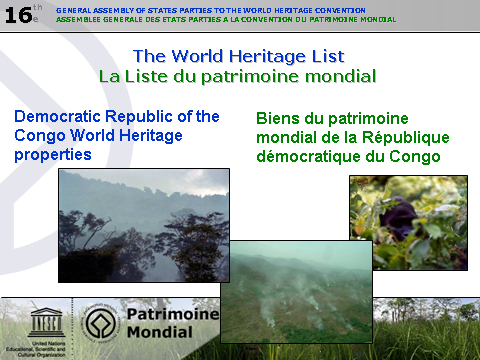 16th
e
GENERAL ASSEMBLY OF STATES PARTIES TO THE WORLD HERITAGE CONVENTION
ASSEMBLEE GENERALE DES ETATS PARTIES A LA CONVENTION DU PATRIMOINE MONDIAL
The World Heritage List
La Liste du patrimoine mondial
Democratic Republic of the
Congo World Heritage
properties
Biens du patrimoine
mondial de la République
démocratique du Congo
UNESCO
United Nations
Educational, Scientific and
Cultural Organization
Patrimoine
Mondial